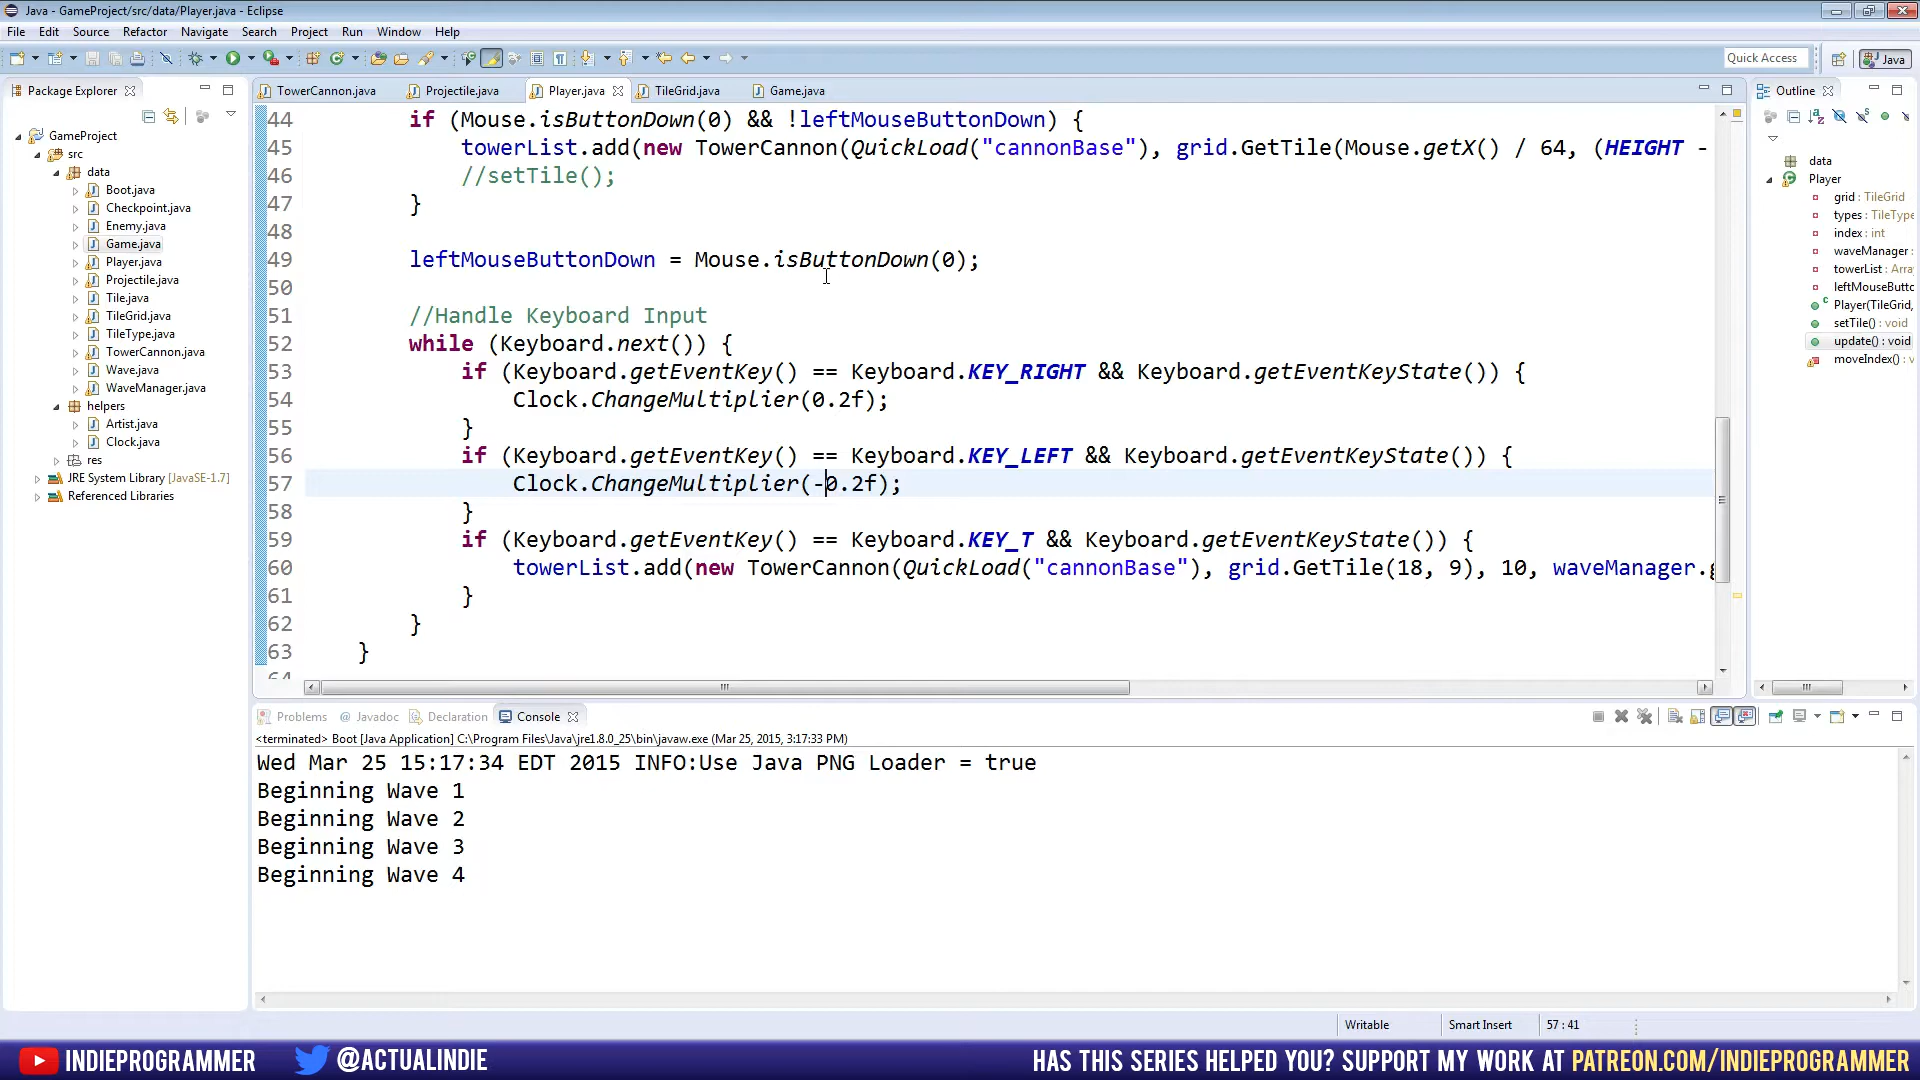 Java - GameProject/src/data/Player.java - Eclipse
File Edit Source Refactor Navigate Search Project Run Window Help
Quick Access
Java
Package Explorer
TowerCannon.java Projectile.java Player.java TileGrid.java Game.java
Outline
GameProject
src
data
Boot.java
Checkpoint.java
Enemy.java
Game.java
Player.java
Projectile.java
Tile.java
TileGrid.java
TileType.java
TowerCannon.java
Wave.java
WaveManager.java
helpers
Artist.java
Clock.java
res
JRE System Library [JavaSE-1.7]
Referenced Libraries
44 if (Mouse.isButtonDown(0) && !leftMouseButtonDown) {
45 towerList.add(new TowerCannon(QuickLoad("cannonBase"), grid.GetTile(Mouse.getX() / 64, (HEIGHT -
46 //setTile();
47 }
48
49 leftMouseButtonDown = Mouse.isButtonDown(0);
50
51 //Handle Keyboard Input
52 while (Keyboard.next()) {
53 if (Keyboard.getEventKey() == Keyboard.KEY_RIGHT && Keyboard.getEventKeyState()) {
54 Clock.ChangeMultiplier(0.2f);
55 }
56 if (Keyboard.getEventKey() == Keyboard.KEY_LEFT && Keyboard.getEventKeyState()) {
57 Clock.ChangeMultiplier(-0.2f);
58 }
59 if (Keyboard.getEventKey() == Keyboard.KEY_T && Keyboard.getEventKeyState()) {
60 towerList.add(new TowerCannon(QuickLoad("cannonBase"), grid.GetTile(18, 9), 10, waveManager.g
61 }
62 }
63 }
64
data
Player
grid : TileGrid
types : TileType
index : int
waveManager :
towerList : Array
leftMouseButto
Player(TileGrid,
setTile() : void
update() : void
moveIndex() : v
Problems Javadoc Declaration Console
<terminated> Boot [Java Application] C:\Program Files\Java\jre1.8.0_25\bin\javaw.exe (Mar 25, 2015, 3:17:33 PM)
Wed Mar 25 15:17:34 EDT 2015 INFO:Use Java PNG Loader = true
Beginning Wave 1
Beginning Wave 2
Beginning Wave 3
Beginning Wave 4
Writable Smart Insert 57 : 41
INDIEPROGRAMMER @ACTUALINDIE HAS THIS SERIES HELPED YOU? SUPPORT MY WORK AT PATREON.COM/INDIEPROGRAMMER